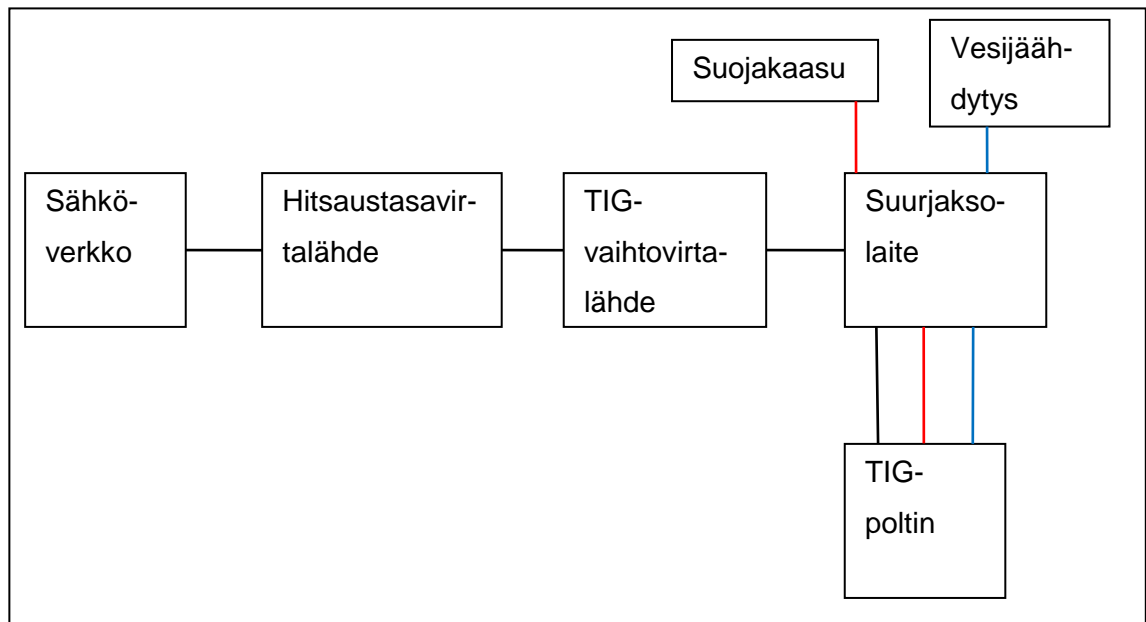 Suojakaasu
Vesijääh-
dytys
Sähkö-
verkko
Hitsaustasavir-
talähde
TIG-
vaihtovirta-
lähde
Suurjakso-
laite
TIG-
poltin